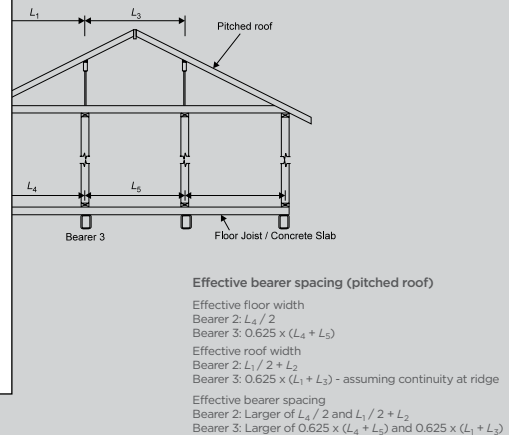 L₁
L₃
Pitched roof
L₄
L₅
Bearer 3
Floor Joist / Concrete Slab
Effective bearer spacing (pitched roof)
Effective floor width
Bearer 2: L₄ / 2
Bearer 3: 0.625 x (L₄ + L₅)
Effective roof width
Bearer 2: L₁ / 2 + L₂
Bearer 3: 0.625 x (L₁ + L₃) - assuming continuity at ridge
Effective bearer spacing
Bearer 2: Larger of L₄ / 2 and L₁ / 2 + L₂
Bearer 3: Larger of 0.625 x (L₄ + L₅) and 0.625 x (L₁ + L₃)